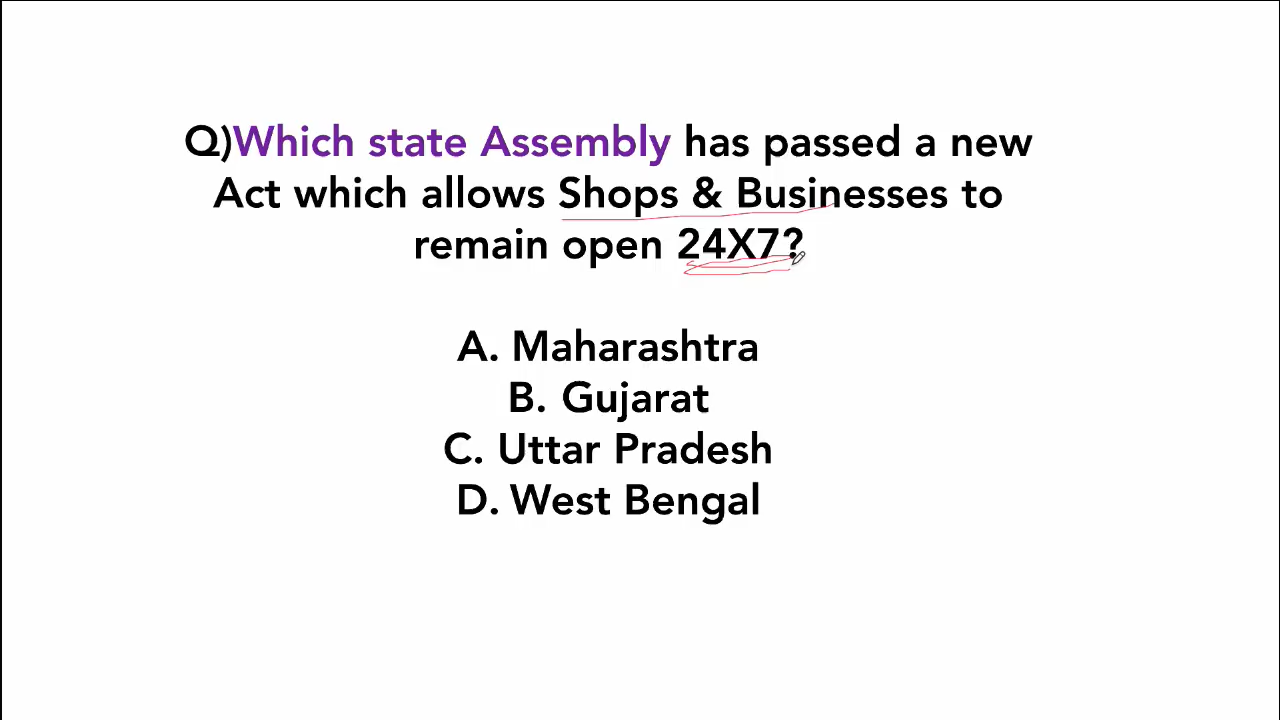 Q)Which state Assembly has passed a new
Act which allows Shops & Businesses to
remain open 24X7?
A. Maharashtra
B. Gujarat
C. Uttar Pradesh
D. West Bengal